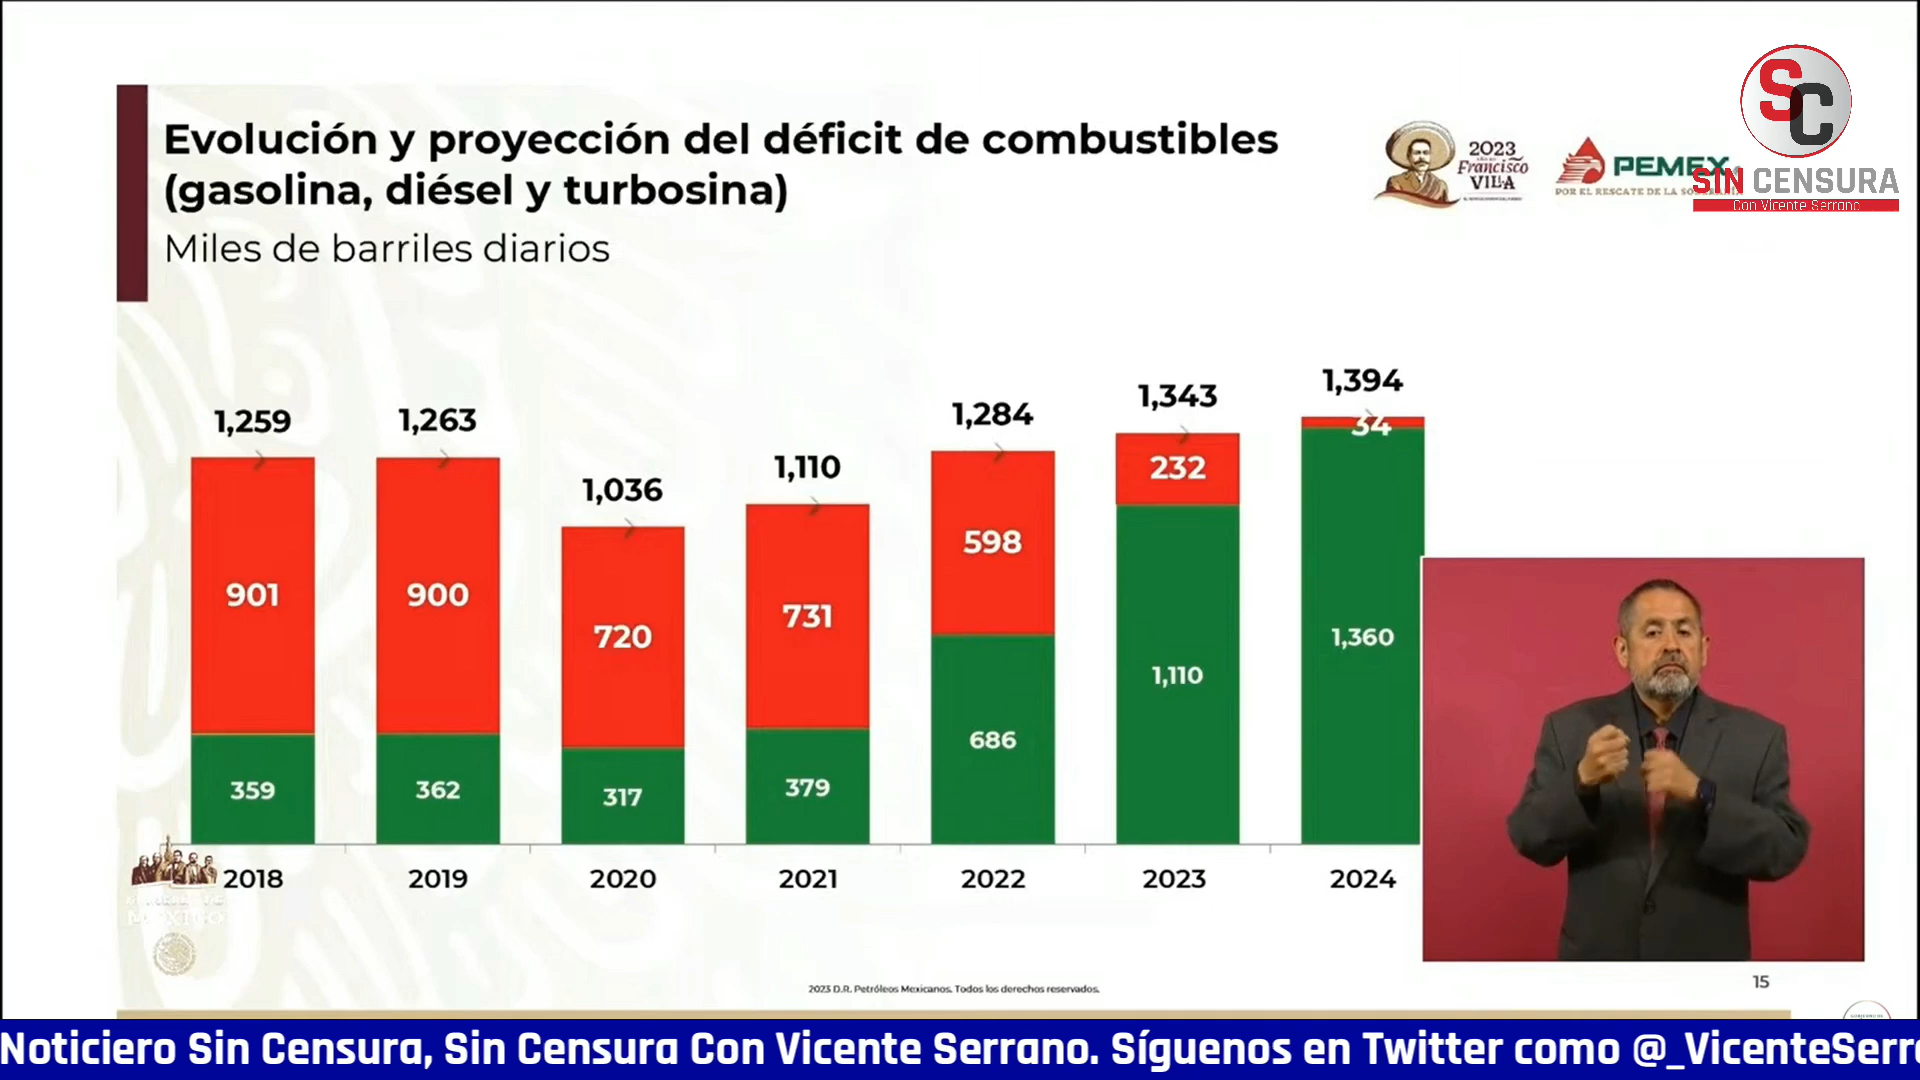 Evolución y proyección del déficit de combustibles
(gasolina, diésel y turbosina)
Miles de barriles diarios
2023
Francisco
VILLA
PEMEX
POR EL RESCATE DE LA
SC
SIN CENSURA
Con Vicente Serrano
1,259
1,263
1,036
1,110
1,284
1,343
1,394
901
900
720
731
598
232
34
359
362
317
379
686
1,110
1,360
2018
2019
2020
2021
2022
2023
2024
MÉXICO
2023 D.R. Petróleos Mexicanos. Todos los derechos reservados.
15
Noticiero Sin Censura, Sin Censura Con Vicente Serrano. Síguenos en Twitter como @_VicenteSerr